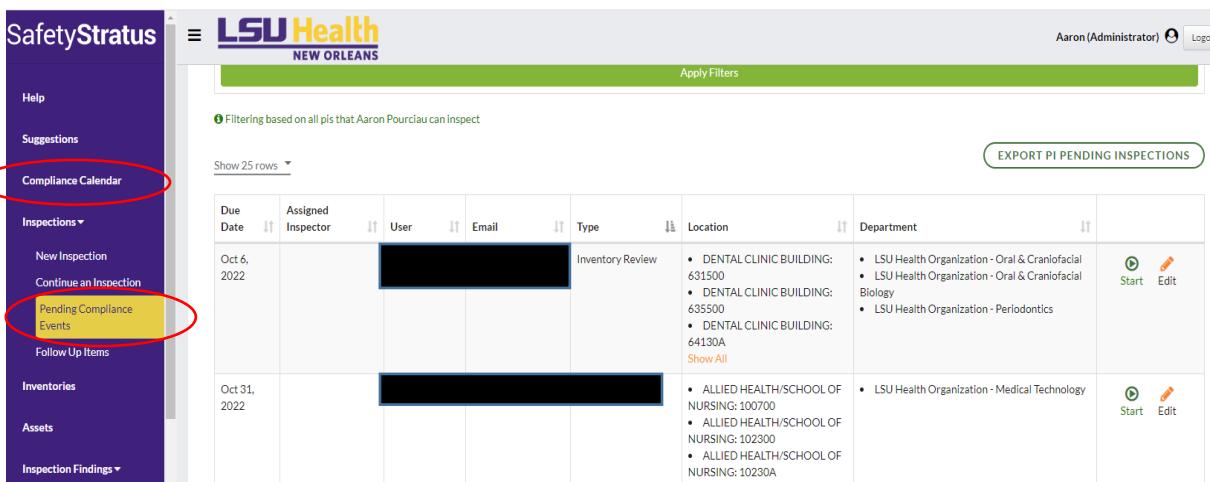 SafetyStratus
LSU Health
NEW ORLEANS
Aaron (Administrator)
Logo
Help
Suggestions
Compliance Calendar
Inspections
New Inspection
Continue an Inspection
Pending Compliance
Events
Follow Up Items
Inventories
Assets
Inspection Findings
Apply Filters
Filtering based on all pis that Aaron Pourciau can inspect
Show 25 rows
EXPORT PI PENDING INSPECTIONS
Due
Date
Assigned
Inspector
User
Email
Type
Location
Department
Oct 6,
2022
Inventory Review
• DENTAL CLINIC BUILDING:
631500
• DENTAL CLINIC BUILDING:
635500
• DENTAL CLINIC BUILDING:
64130A
Show All
• LSU Health Organization - Oral & Craniofacial
• LSU Health Organization - Oral & Craniofacial
Biology
• LSU Health Organization - Periodontics
Start
Edit
Oct 31,
2022
• ALLIED HEALTH/SCHOOL OF
NURSING: 100700
• ALLIED HEALTH/SCHOOL OF
NURSING: 102300
• ALLIED HEALTH/SCHOOL OF
NURSING: 10230A
• LSU Health Organization - Medical Technology
Start
Edit